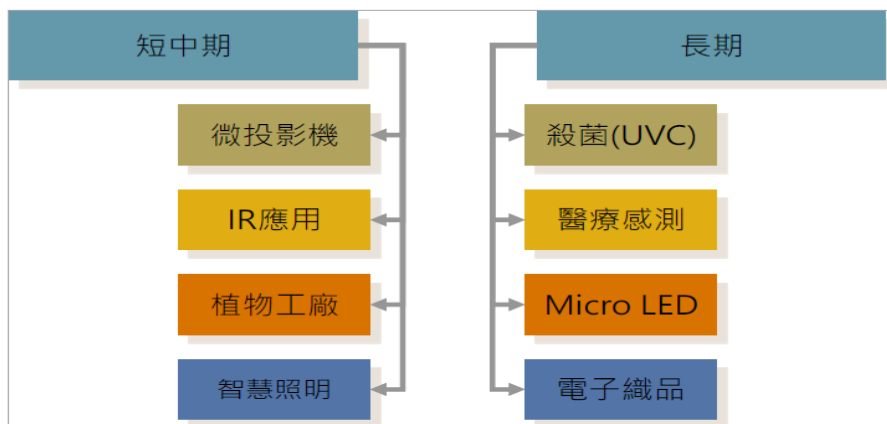 短中期
微投影機
IR應用
植物工廠
智慧照明
長期
殺菌(UVC)
醫療感測
Micro LED
電子織品